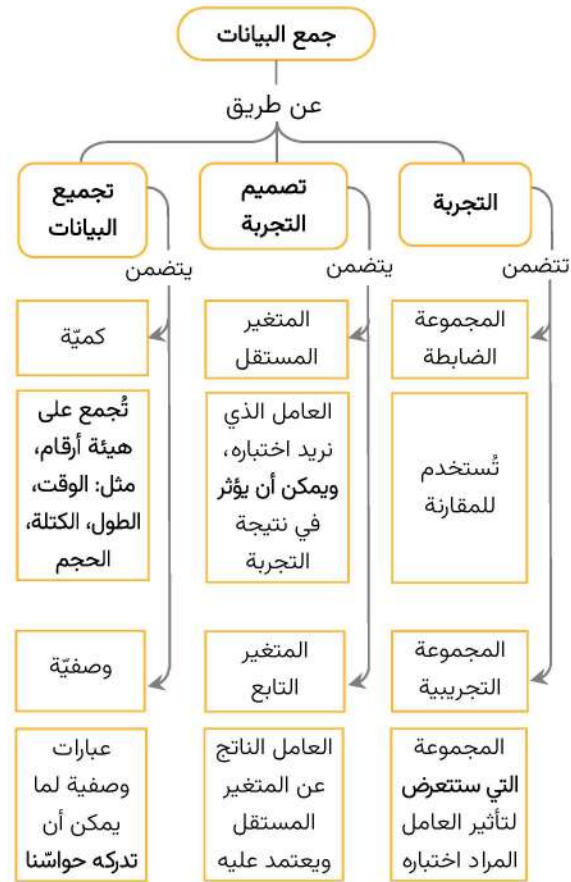 جمع البيانات
عن طريق
التجربة
تتضمن
المجموعة
الضابطة
تُستخدم
للمقارنة
المجموعة
التجريبية
المجموعة
التي ستتعرض
لتأثير العامل
المراد اختباره
تصميم
التجربة
يتضمن
المتغير
المستقل
العامل الذي
نريد اختباره،
ويمكن أن يؤثر
في نتيجة
التجربة
المتغير
التابع
العامل الناتج
عن المتغير
المستقل
ويعتمد عليه
تجميع
البيانات
يتضمن
كميّة
تُجمع على
هيئة أرقام،
مثل: الوقت،
الطول، الكتلة،
الحجم
وصفيّة
عبارات
وصفية لما
يمكن أن
تدركه حواسّنا